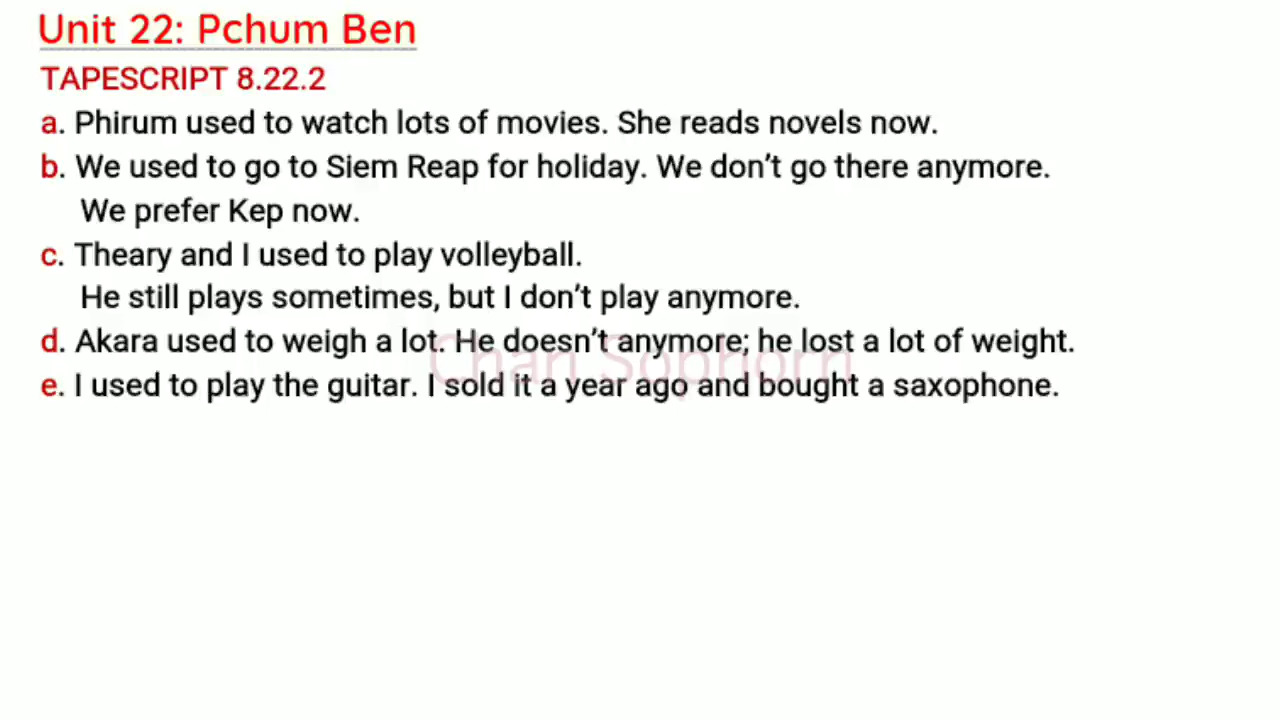 Unit 22: Pchum Ben
TAPESCRIPT 8.22.2
a. Phirum used to watch lots of movies. She reads novels now.
b. We used to go to Siem Reap for holiday. We don’t go there anymore.
We prefer Kep now.
c. Theary and I used to play volleyball.
He still plays sometimes, but I don’t play anymore.
d. Akara used to weigh a lot. He doesn’t anymore; he lost a lot of weight.
Chan Sophorn
e. I used to play the guitar. I sold it a year ago and bought a saxophone.